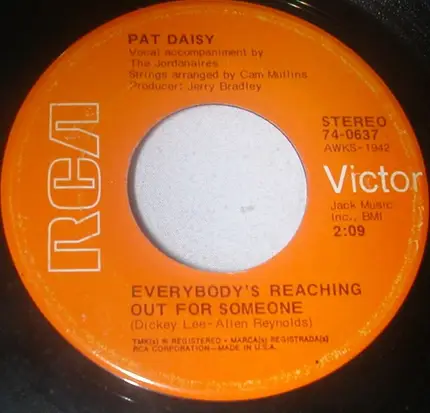 PAT DAISY
Vocal accompaniment by
The Jordanaires
Strings arranged by Cam Mullins
Producer: Jerry Bradley
RCA
STEREO
74-0637
AWKS-1942
Victor
Jack Music
Inc., BMI
2:09
EVERYBODY'S REACHING
OUT FOR SOMEONE
(Dickey Lee-Allen Reynolds)
TMK(s) ® REGISTERED • MARCA(s) REGISTRADA(s)
RCA CORPORATION—MADE IN U.S.A.